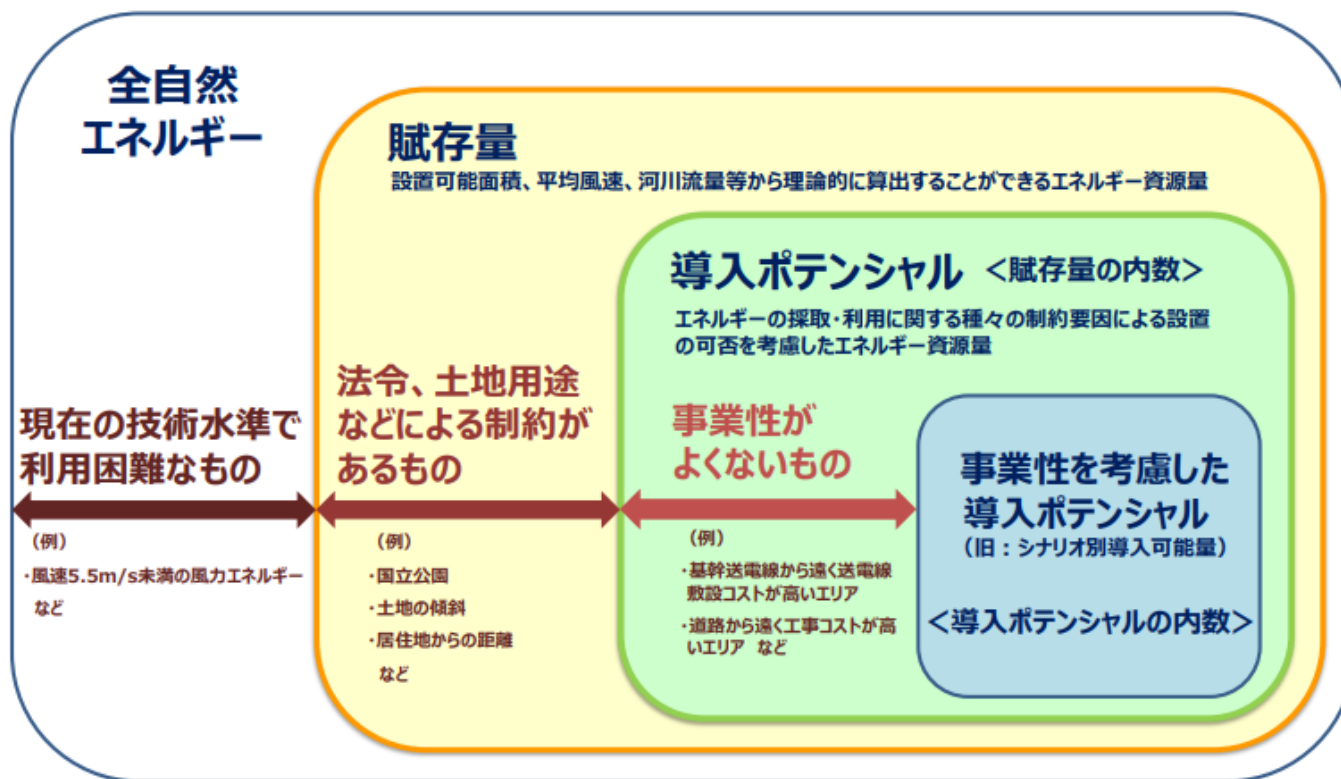 全自然
エネルギー
賦存量
設置可能面積、平均風速、河川流量等から理論的に算出することができるエネルギー資源量
導入ポテンシャル ＜賦存量の内数＞
エネルギーの採取・利用に関する種々の制約要因による設置
の可否を考慮したエネルギー資源量
現在の技術水準で
利用困難なもの
（例）
・風速5.5m/s未満の風力エネルギー
など
法令、土地用途
などによる制約が
あるもの
（例）
・国立公園
・土地の傾斜
・居住地からの距離
など
事業性が
よくないもの
（例）
・基幹送電線から遠く送電線
敷設コストが高いエリア
・道路から遠く工事コストが高
いエリア など
事業性を考慮した
導入ポテンシャル
（旧：シナリオ別導入可能量）
＜導入ポテンシャルの内数＞